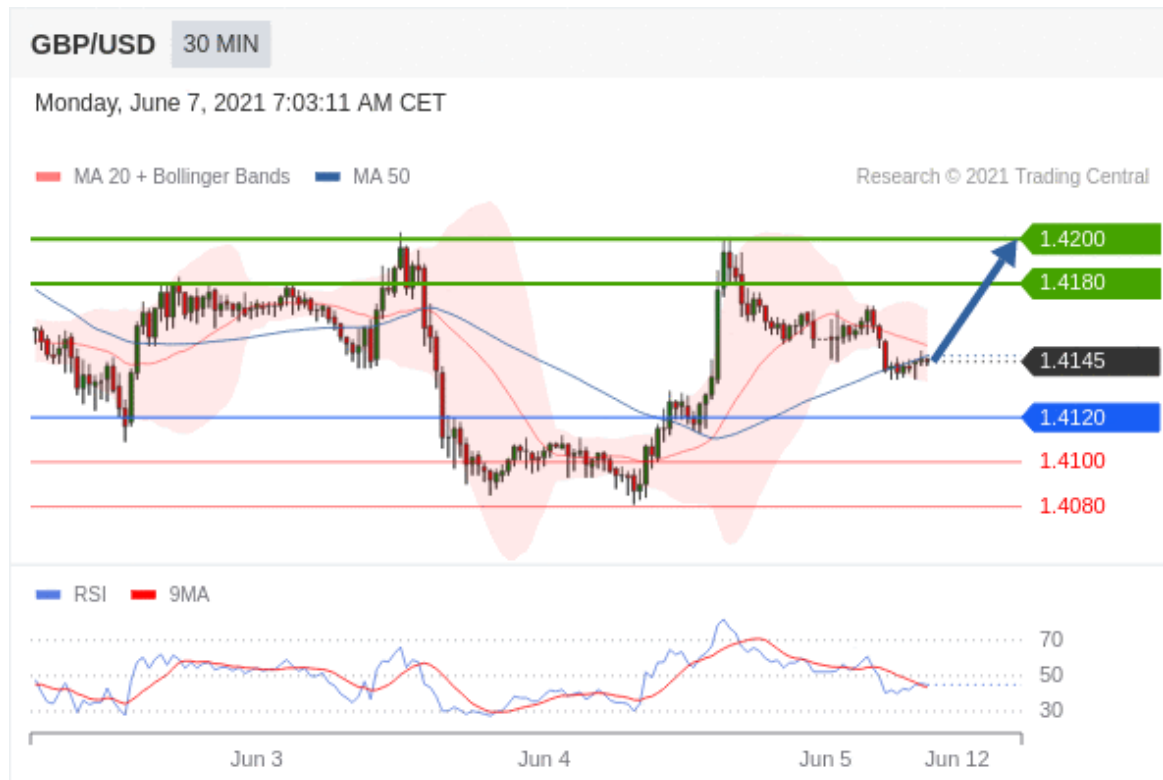 GBP/USD 30 MIN
Monday, June 7, 2021 7:03:11 AM CET
MA 20 + Bollinger Bands MA 50 Research © 2021 Trading Central
1.4200
1.4180
1.4145
1.4120
1.4100
1.4080
RSI 9MA
70
50
30
Jun 3 Jun 4 Jun 5 Jun 12